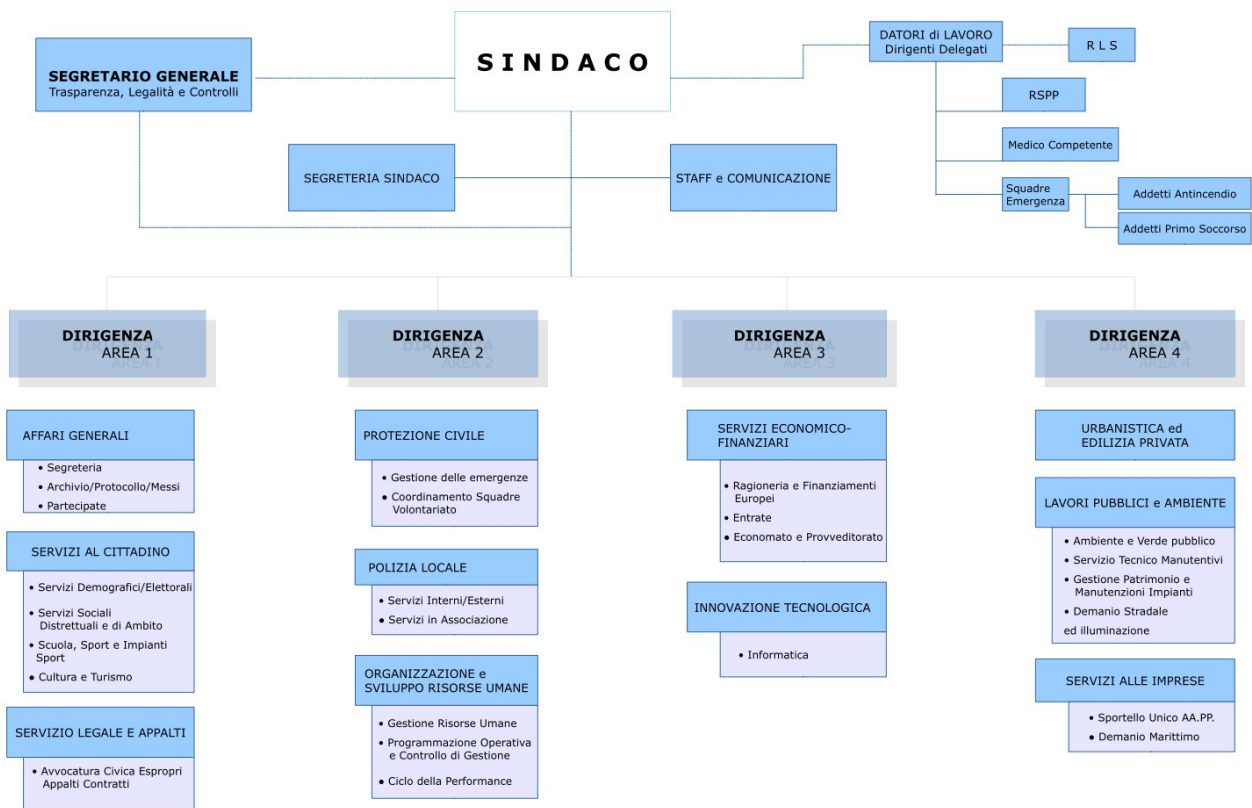 SINDACO
SEGRETARIO GENERALE
Trasparenza, Legalità e Controlli
DATORI di LAVORO
Dirigenti Delegati
R L S
RSPP
Medico Competente
Squadre
Emergenza
Addetti Antincendio
Addetti Primo Soccorso
SEGRETERIA SINDACO
STAFF e COMUNICAZIONE
DIRIGENZA
AREA 1
AFFARI GENERALI
• Segreteria
• Archivio/Protocollo/Messi
• Partecipate
SERVIZI AL CITTADINO
• Servizi Demografici/Elettorali
• Servizi Sociali
Distrettuali e di Ambito
• Scuola, Sport e Impianti
Sport
• Cultura e Turismo
SERVIZIO LEGALE E APPALTI
• Avvocatura Civica Espropri
Appalti Contratti
DIRIGENZA
AREA 2
PROTEZIONE CIVILE
• Gestione delle emergenze
• Coordinamento Squadre
Volontariato
POLIZIA LOCALE
• Servizi Interni/Esterni
• Servizi in Associazione
ORGANIZZAZIONE e
SVILUPPO RISORSE UMANE
• Gestione Risorse Umane
• Programmazione Operativa
e Controllo di Gestione
• Ciclo della Performance
DIRIGENZA
AREA 3
SERVIZI ECONOMICO-
FINANZIARI
• Ragioneria e Finanziamenti
Europei
• Entrate
• Economato e Provveditorato
INNOVAZIONE TECNOLOGICA
• Informatica
DIRIGENZA
AREA 4
URBANISTICA ed
EDILIZIA PRIVATA
LAVORI PUBBLICI e AMBIENTE
• Ambiente e Verde pubblico
• Servizio Tecnico Manutentivi
• Gestione Patrimonio e
Manutenzioni Impianti
• Demanio Stradale
ed illuminazione
SERVIZI ALLE IMPRESE
• Sportello Unico AA.PP.
• Demanio Marittimo